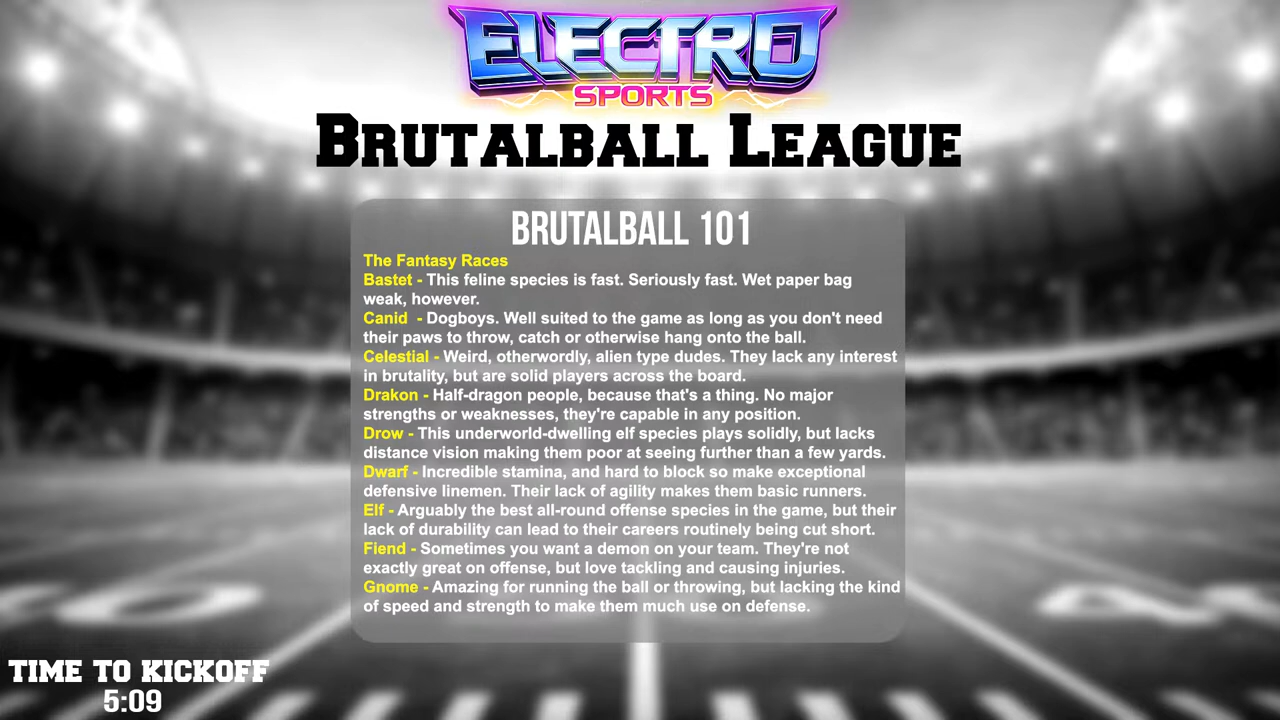 ELECTRO
SPORTS
BRUTALBALL LEAGUE
BRUTALBALL 101
The Fantasy Races
Bastet - This feline species is fast. Seriously fast. Wet paper bag
weak, however.
Canid  - Dogboys. Well suited to the game as long as you don't need
their paws to throw, catch or otherwise hang onto the ball.
Celestial - Weird, otherwordly, alien type dudes. They lack any interest
in brutality, but are solid players across the board.
Drakon - Half-dragon people, because that's a thing. No major
strengths or weaknesses, they're capable in any position.
Drow - This underworld-dwelling elf species plays solidly, but lacks
distance vision making them poor at seeing further than a few yards.
Dwarf - Incredible stamina, and hard to block so make exceptional
defensive linemen. Their lack of agility makes them basic runners.
Elf - Arguably the best all-round offense species in the game, but their
lack of durability can lead to their careers routinely being cut short.
Fiend - Sometimes you want a demon on your team. They're not
exactly great on offense, but love tackling and causing injuries.
Gnome - Amazing for running the ball or throwing, but lacking the kind
of speed and strength to make them much use on defense.
TIME TO KICKOFF
5:09